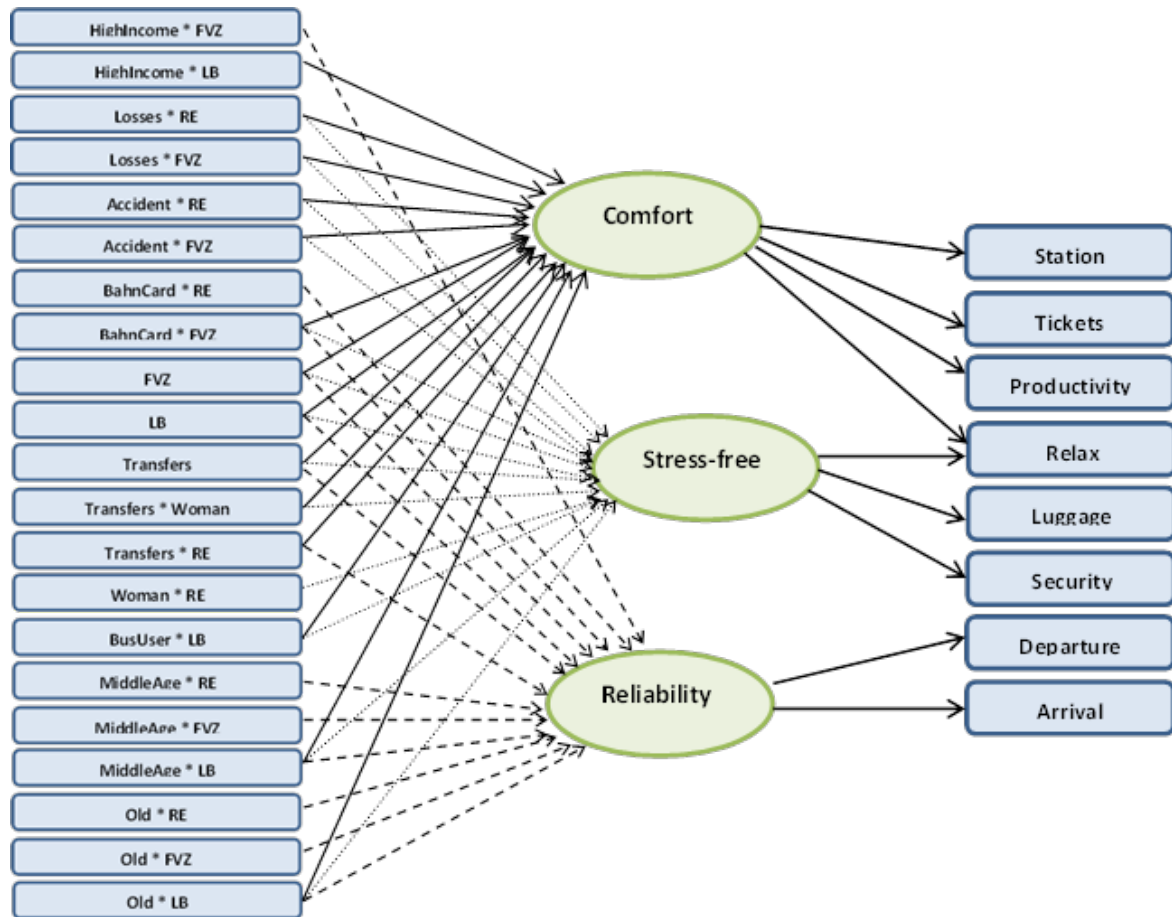 HighIncome * FVZ
HighIncome * LB
Losses * RE
Losses * FVZ
Accident * RE
Accident * FVZ
BahnCard * RE
BahnCard * FVZ
FVZ
LB
Transfers
Transfers * Woman
Transfers * RE
Woman * RE
BusUser * LB
MiddleAge * RE
MiddleAge * FVZ
MiddleAge * LB
Old * RE
Old * FVZ
Old * LB
Comfort
Stress-free
Reliability
Station
Tickets
Productivity
Relax
Luggage
Security
Departure
Arrival